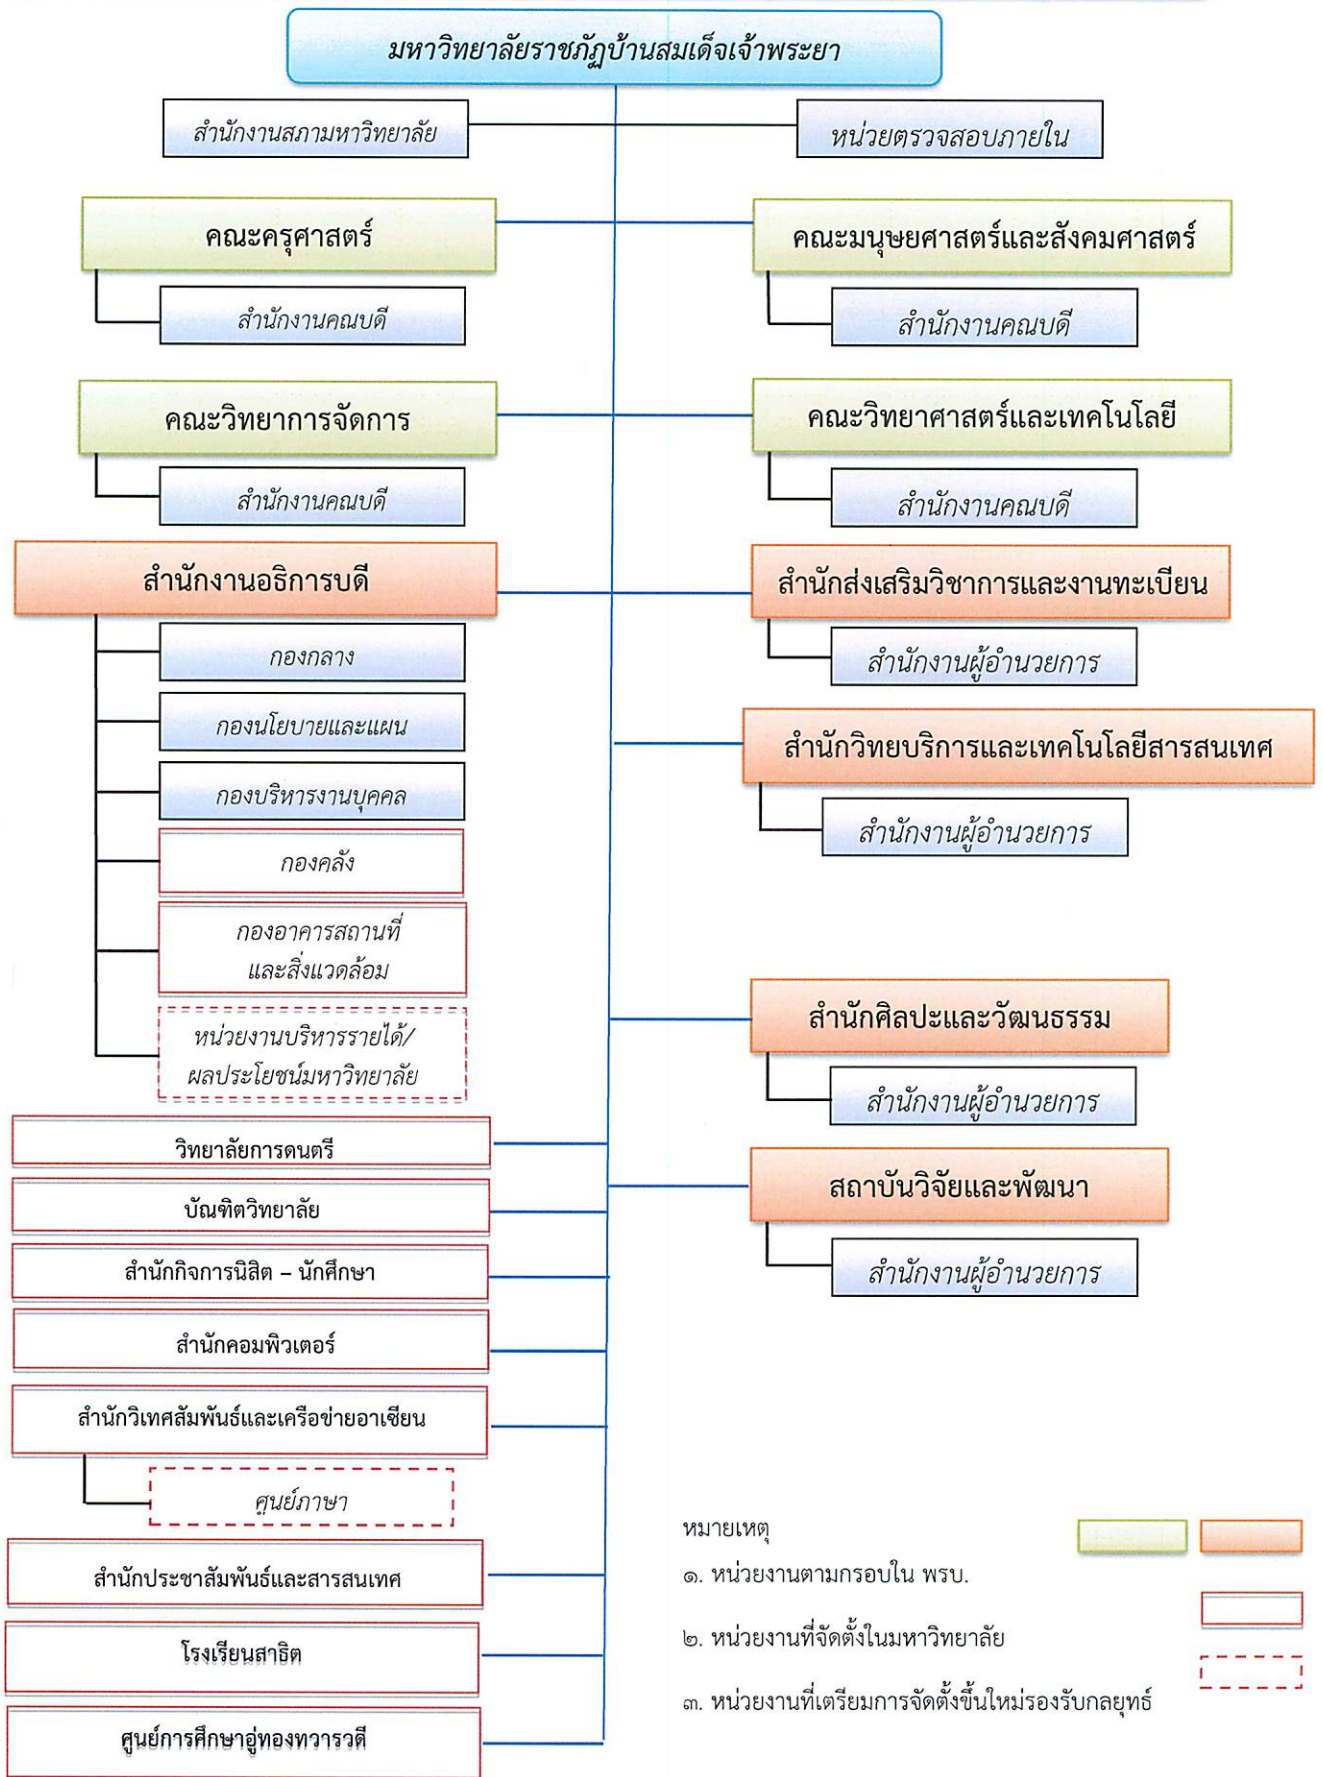 มหาวิทยาลัยราชภัฏบ้านสมเด็จเจ้าพระยา
สำนักงานสภามหาวิทยาลัย
หน่วยตรวจสอบภายใน
คณะครุศาสตร์
สำนักงานคณบดี
คณะมนุษยศาสตร์และสังคมศาสตร์
สำนักงานคณบดี
คณะวิทยาการจัดการ
สำนักงานคณบดี
คณะวิทยาศาสตร์และเทคโนโลยี
สำนักงานคณบดี
สำนักงานอธิการบดี
กองกลาง
กองนโยบายและแผน
กองบริหารงานบุคคล
กองคลัง
กองอาคารสถานที่
และสิ่งแวดล้อม
หน่วยงานบริหารรายได้/
ผลประโยชน์มหาวิทยาลัย
สำนักส่งเสริมวิชาการและงานทะเบียน
สำนักงานผู้อำนวยการ
สำนักวิทยบริการและเทคโนโลยีสารสนเทศ
สำนักงานผู้อำนวยการ
สำนักศิลปะและวัฒนธรรม
สำนักงานผู้อำนวยการ
สถาบันวิจัยและพัฒนา
สำนักงานผู้อำนวยการ
วิทยาลัยการดนตรี
บัณฑิตวิทยาลัย
สำนักกิจการนิสิต – นักศึกษา
สำนักคอมพิวเตอร์
สำนักวิเทศสัมพันธ์และเครือข่ายอาเซียน
ศูนย์ภาษา
สำนักประชาสัมพันธ์และสารสนเทศ
โรงเรียนสาธิต
ศูนย์การศึกษาอู่ทองทวารวดี
หมายเหตุ
๑. หน่วยงานตามกรอบใน พรบ.
๒. หน่วยงานที่จัดตั้งในมหาวิทยาลัย
๓. หน่วยงานที่เตรียมการจัดตั้งขึ้นใหม่รองรับกลยุทธ์